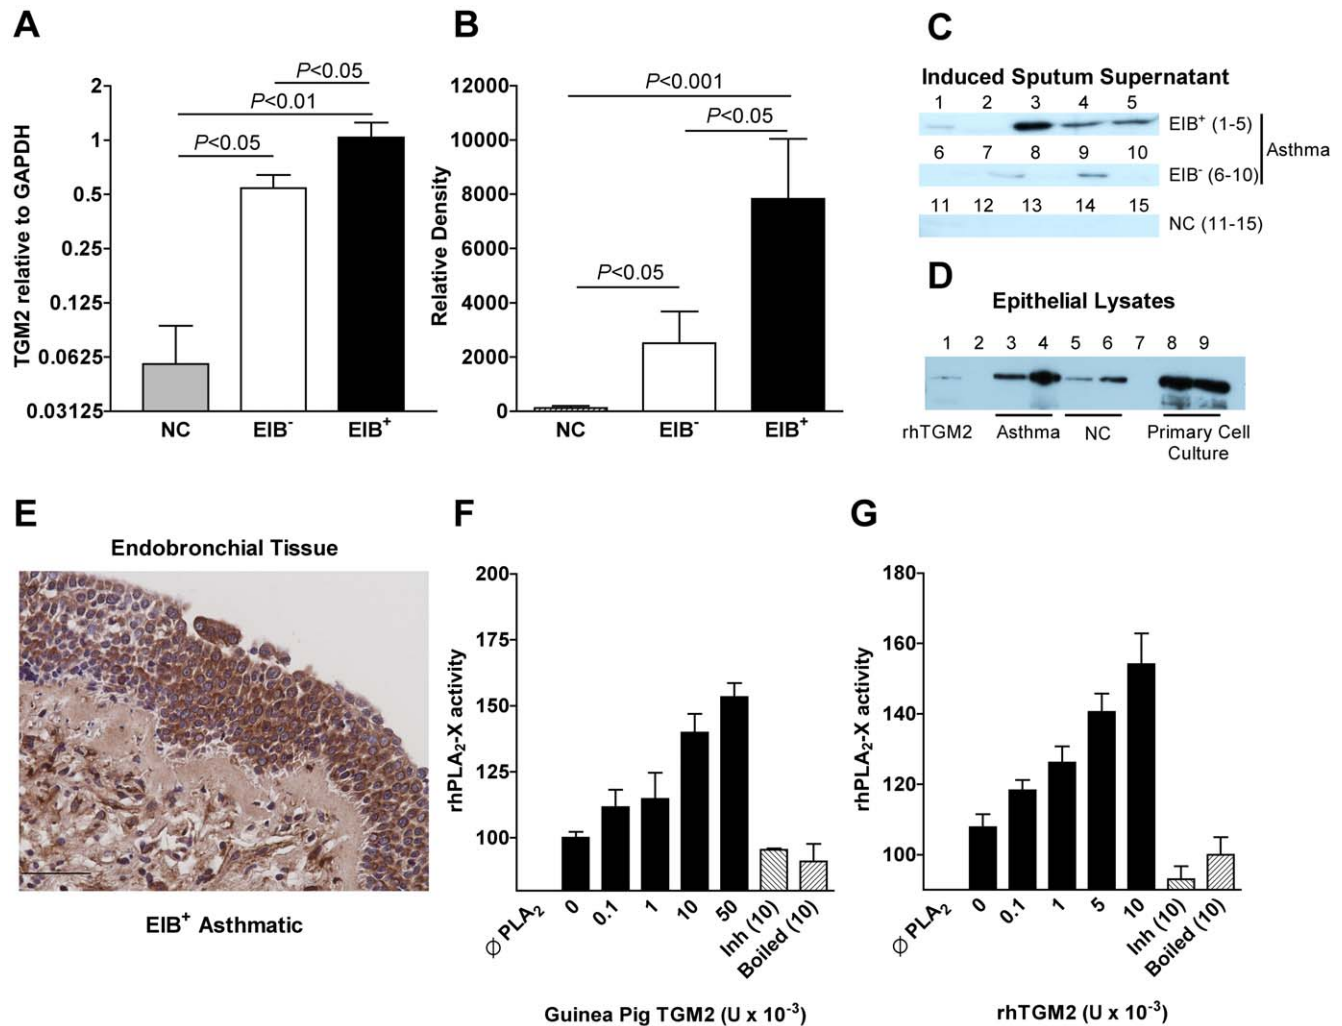 A
TGM2 relative to GAPDH
2
1
0.5
0.25
0.125
0.0625
0.03125
P<0.05
P<0.01
P<0.05
NC
EIB⁻
EIB⁺
B
Relative Density
12000
10000
8000
6000
4000
2000
0
P<0.001
P<0.05
P<0.05
NC
EIB⁻
EIB⁺
C
Induced Sputum Supernatant
1 2 3 4 5
EIB⁺ (1-5)
6 7 8 9 10
Asthma
EIB⁻ (6-10)
11 12 13 14 15
NC (11-15)
D
Epithelial Lysates
1 2 3 4 5 6 7 8 9
rhTGM2 Asthma NC Primary Cell
Culture
E
Endobronchial Tissue
EIB⁺ Asthmatic
F
rhPLA₂-X activity
200
175
150
125
100
ϕ PLA₂
0
0.1
1
10
50
Inh (10)
Boiled (10)
Guinea Pig TGM2 (U x 10⁻³)
G
rhPLA₂-X activity
180
160
140
120
100
ϕ PLA₂
0
0.1
1
5
10
Inh (10)
Boiled (10)
rhTGM2 (U x 10⁻³)